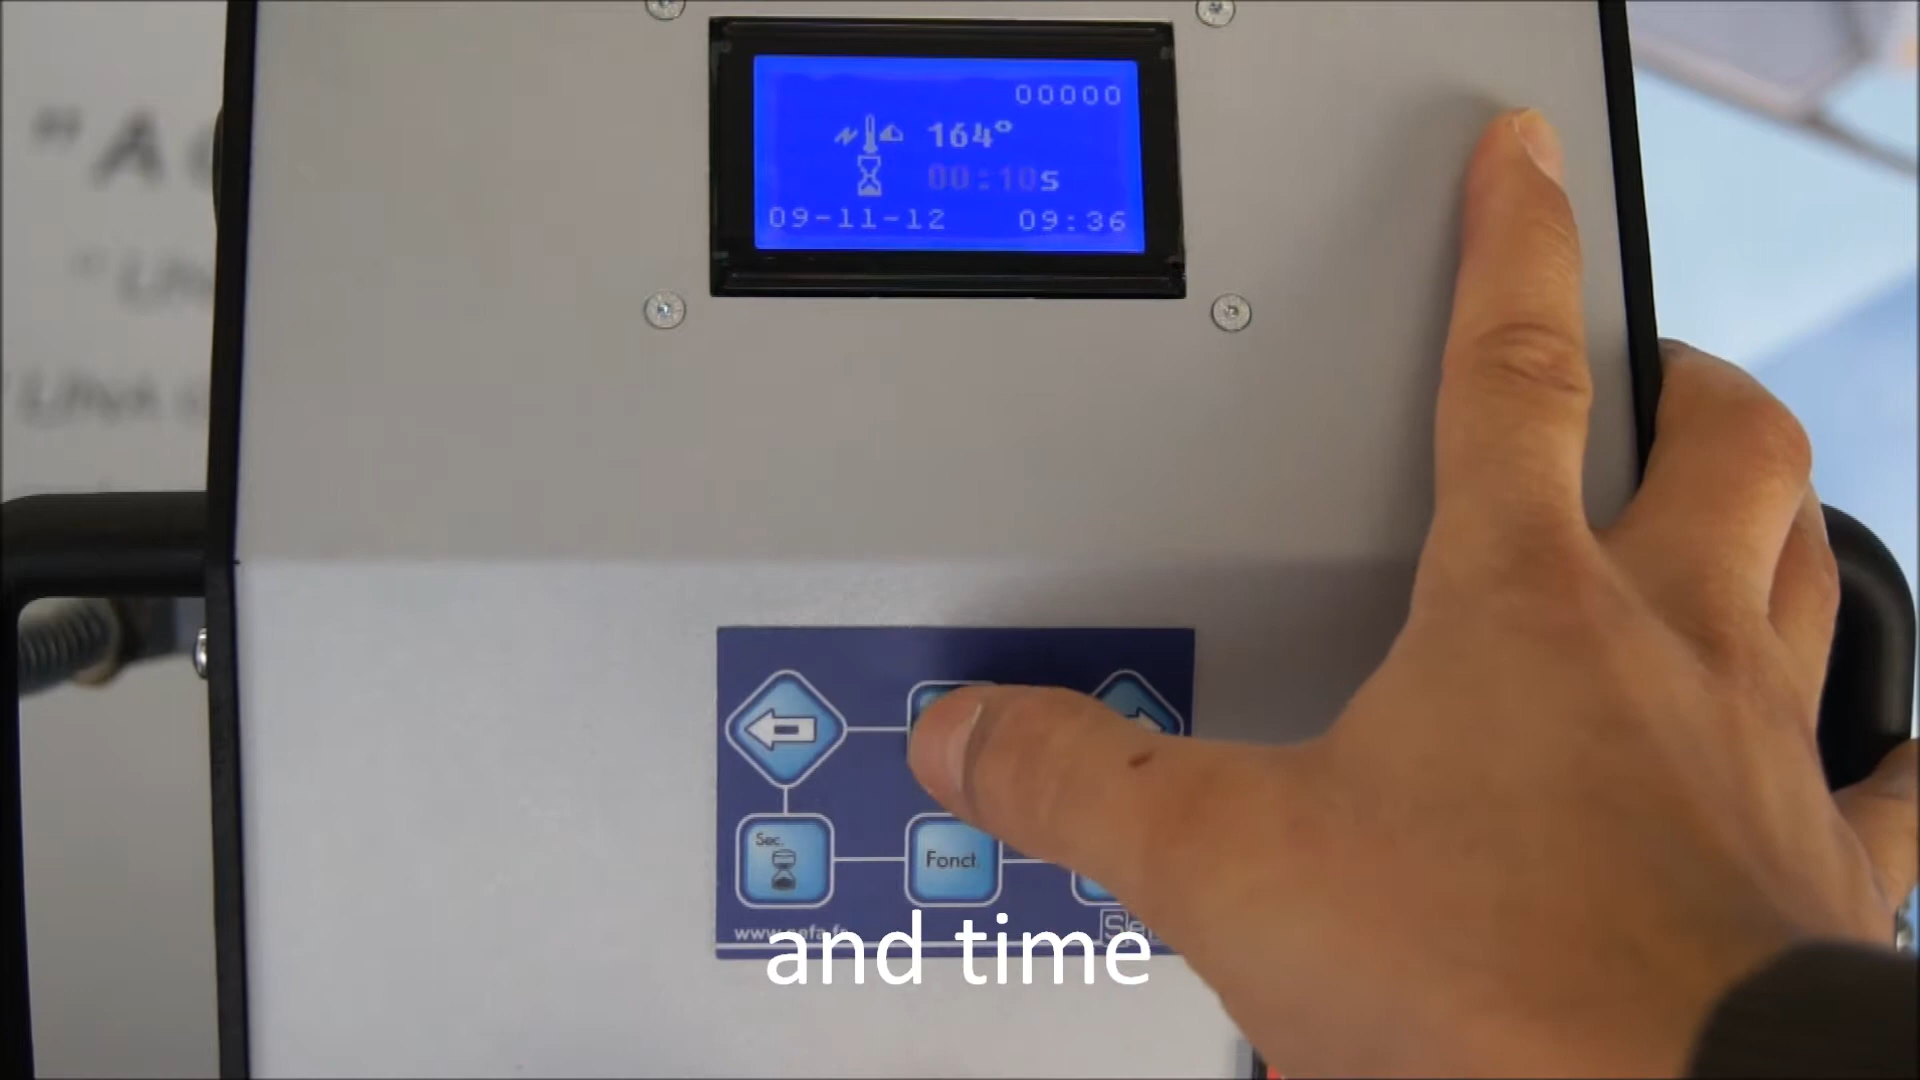 00000
164°
00:10s
09-11-12 09:36
"A
Sec.
Fonct.
and time